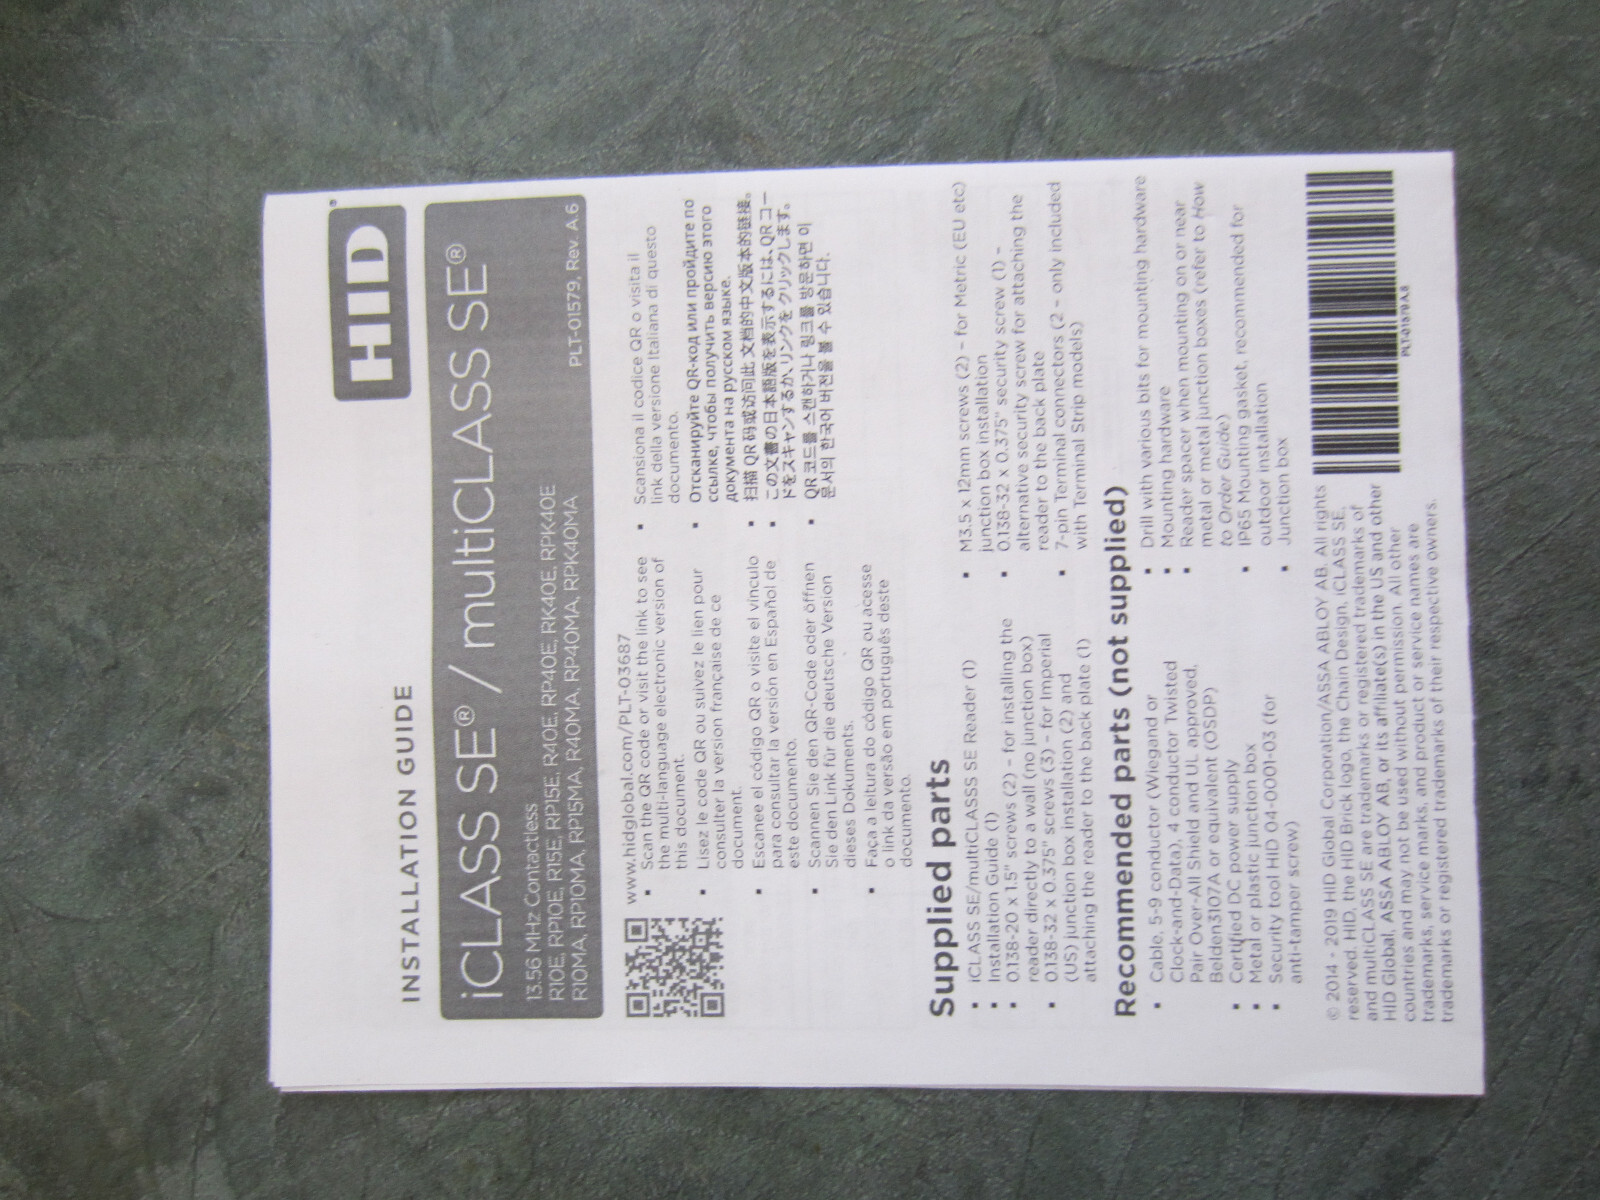 HID®
INSTALLATION GUIDE
iCLASS SE® / multiCLASS SE®
13.56 MHz Contactless
R10E, RP10E, R15E, RP15E, R40E, RP40E, RK40E, RPK40E
R10MA, RP10MA, RP15MA, R40MA, RP40MA, RPK40MA
PLT-01579, Rev. A.6
www.hidglobal.com/PLT-03687
▪ Scan the QR code or visit the link to see
the multi-language electronic version of
this document.
▪ Lisez le code QR ou suivez le lien pour
consulter la version française de ce
document.
▪ Escanee el código QR o visite el vínculo
para consultar la versión en Español de
este documento.
▪ Scannen Sie den QR-Code oder öffnen
Sie den Link für die deutsche Version
dieses Dokuments.
▪ Faça a leitura do código QR ou acesse
o link da versão em português deste
documento.
▪ Scansiona il codice QR o visita il
link della versione Italiana di questo
documento.
▪ Отсканируйте QR-код или пройдите по
ссылке, чтобы получить версию этого
документа на русском языке.
▪ 扫描 QR 码或访问此 文档的中文版本的链接。
▪ この文書の日本語版を表示するには、QR コー
ドをスキャンするか、リンクをクリックします。
▪ QR 코드를 스캔하거나 링크를 방문하면 이
문서의 한국어 버전을 볼 수 있습니다.
Supplied parts
▪ iCLASS SE/multiCLASSS SE Reader (1)
▪ Installation Guide (1)
▪ 0.138-20 x 1.5" screws (2) – for installing the
reader directly to a wall (no junction box)
▪ 0.138-32 x 0.375" screws (3) – for Imperial
(US) junction box installation (2) and
attaching the reader to the back plate (1)
▪ M3.5 x 12mm screws (2) – for Metric (EU etc)
junction box installation
▪ 0.138-32 x 0.375" security screw (1) –
alternative security screw for attaching the
reader to the back plate
▪ 7-pin Terminal connectors (2 – only included
with Terminal Strip models)
Recommended parts (not supplied)
▪ Cable, 5-9 conductor (Wiegand or
Clock-and-Data), 4 conductor Twisted
Pair Over-All Shield and UL approved,
Belden3107A or equivalent (OSDP)
▪ Certified DC power supply
▪ Metal or plastic junction box
▪ Security tool HID 04-0001-03 (for
anti-tamper screw)
▪ Drill with various bits for mounting hardware
▪ Mounting hardware
▪ Reader spacer when mounting on or near
metal or metal junction boxes (refer to How
to Order Guide)
▪ IP65 Mounting gasket, recommended for
outdoor installation
▪ Junction box
© 2014 - 2019 HID Global Corporation/ASSA ABLOY AB. All rights
reserved. HID, the HID Brick logo, the Chain Design, iCLASS SE,
and multiCLASS SE are trademarks or registered trademarks of
HID Global, ASSA ABLOY AB, or its affiliate(s) in the US and other
countries and may not be used without permission. All other
trademarks, service marks, and product or service names are
trademarks or registered trademarks of their respective owners.
PLT-01579 A.6